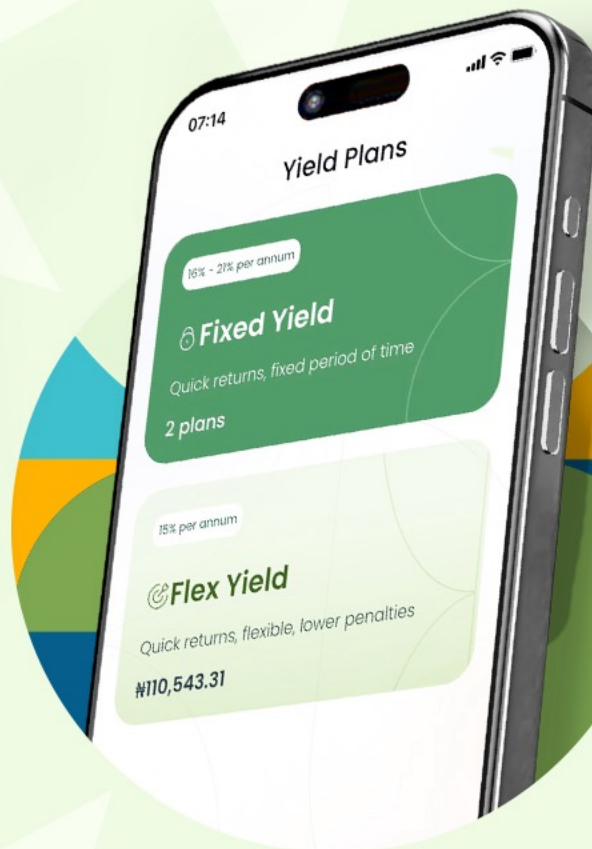 07:14
Yield Plans
16% - 21% per annum
Fixed Yield
Quick returns, fixed period of time
2 plans
15% per annum
Flex Yield
Quick returns, flexible, lower penalties
₦110,543.31